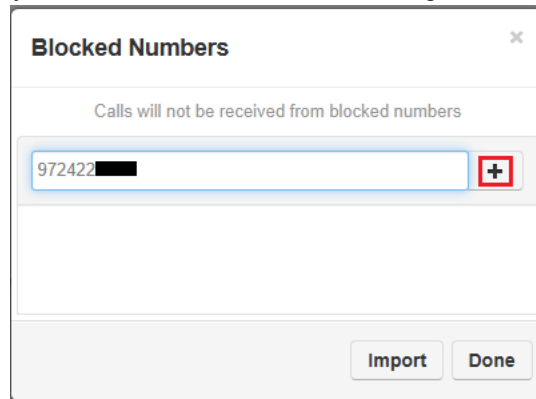 Blocked Numbers ×
Calls will not be received from blocked numbers
972422
+
Import Done